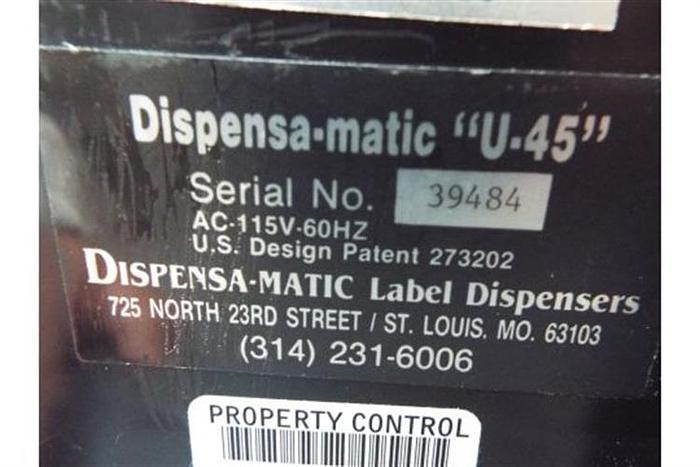 Dispensa-matic "U-45"
Serial No. 39484
AC-115V-60HZ
U.S. Design Patent 273202
DISPENSA-MATIC Label Dispensers
725 NORTH 23RD STREET / ST. LOUIS. MO. 63103
(314) 231-6006
PROPERTY CONTROL